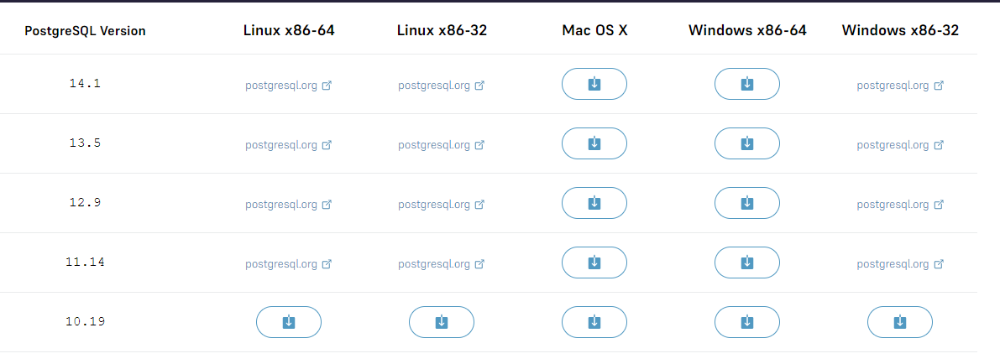 PostgreSQL Version Linux x86-64 Linux x86-32 Mac OS X Windows x86-64 Windows x86-32
14.1 postgresql.org postgresql.org postgresql.org
13.5 postgresql.org postgresql.org postgresql.org
12.9 postgresql.org postgresql.org postgresql.org
11.14 postgresql.org postgresql.org postgresql.org
10.19